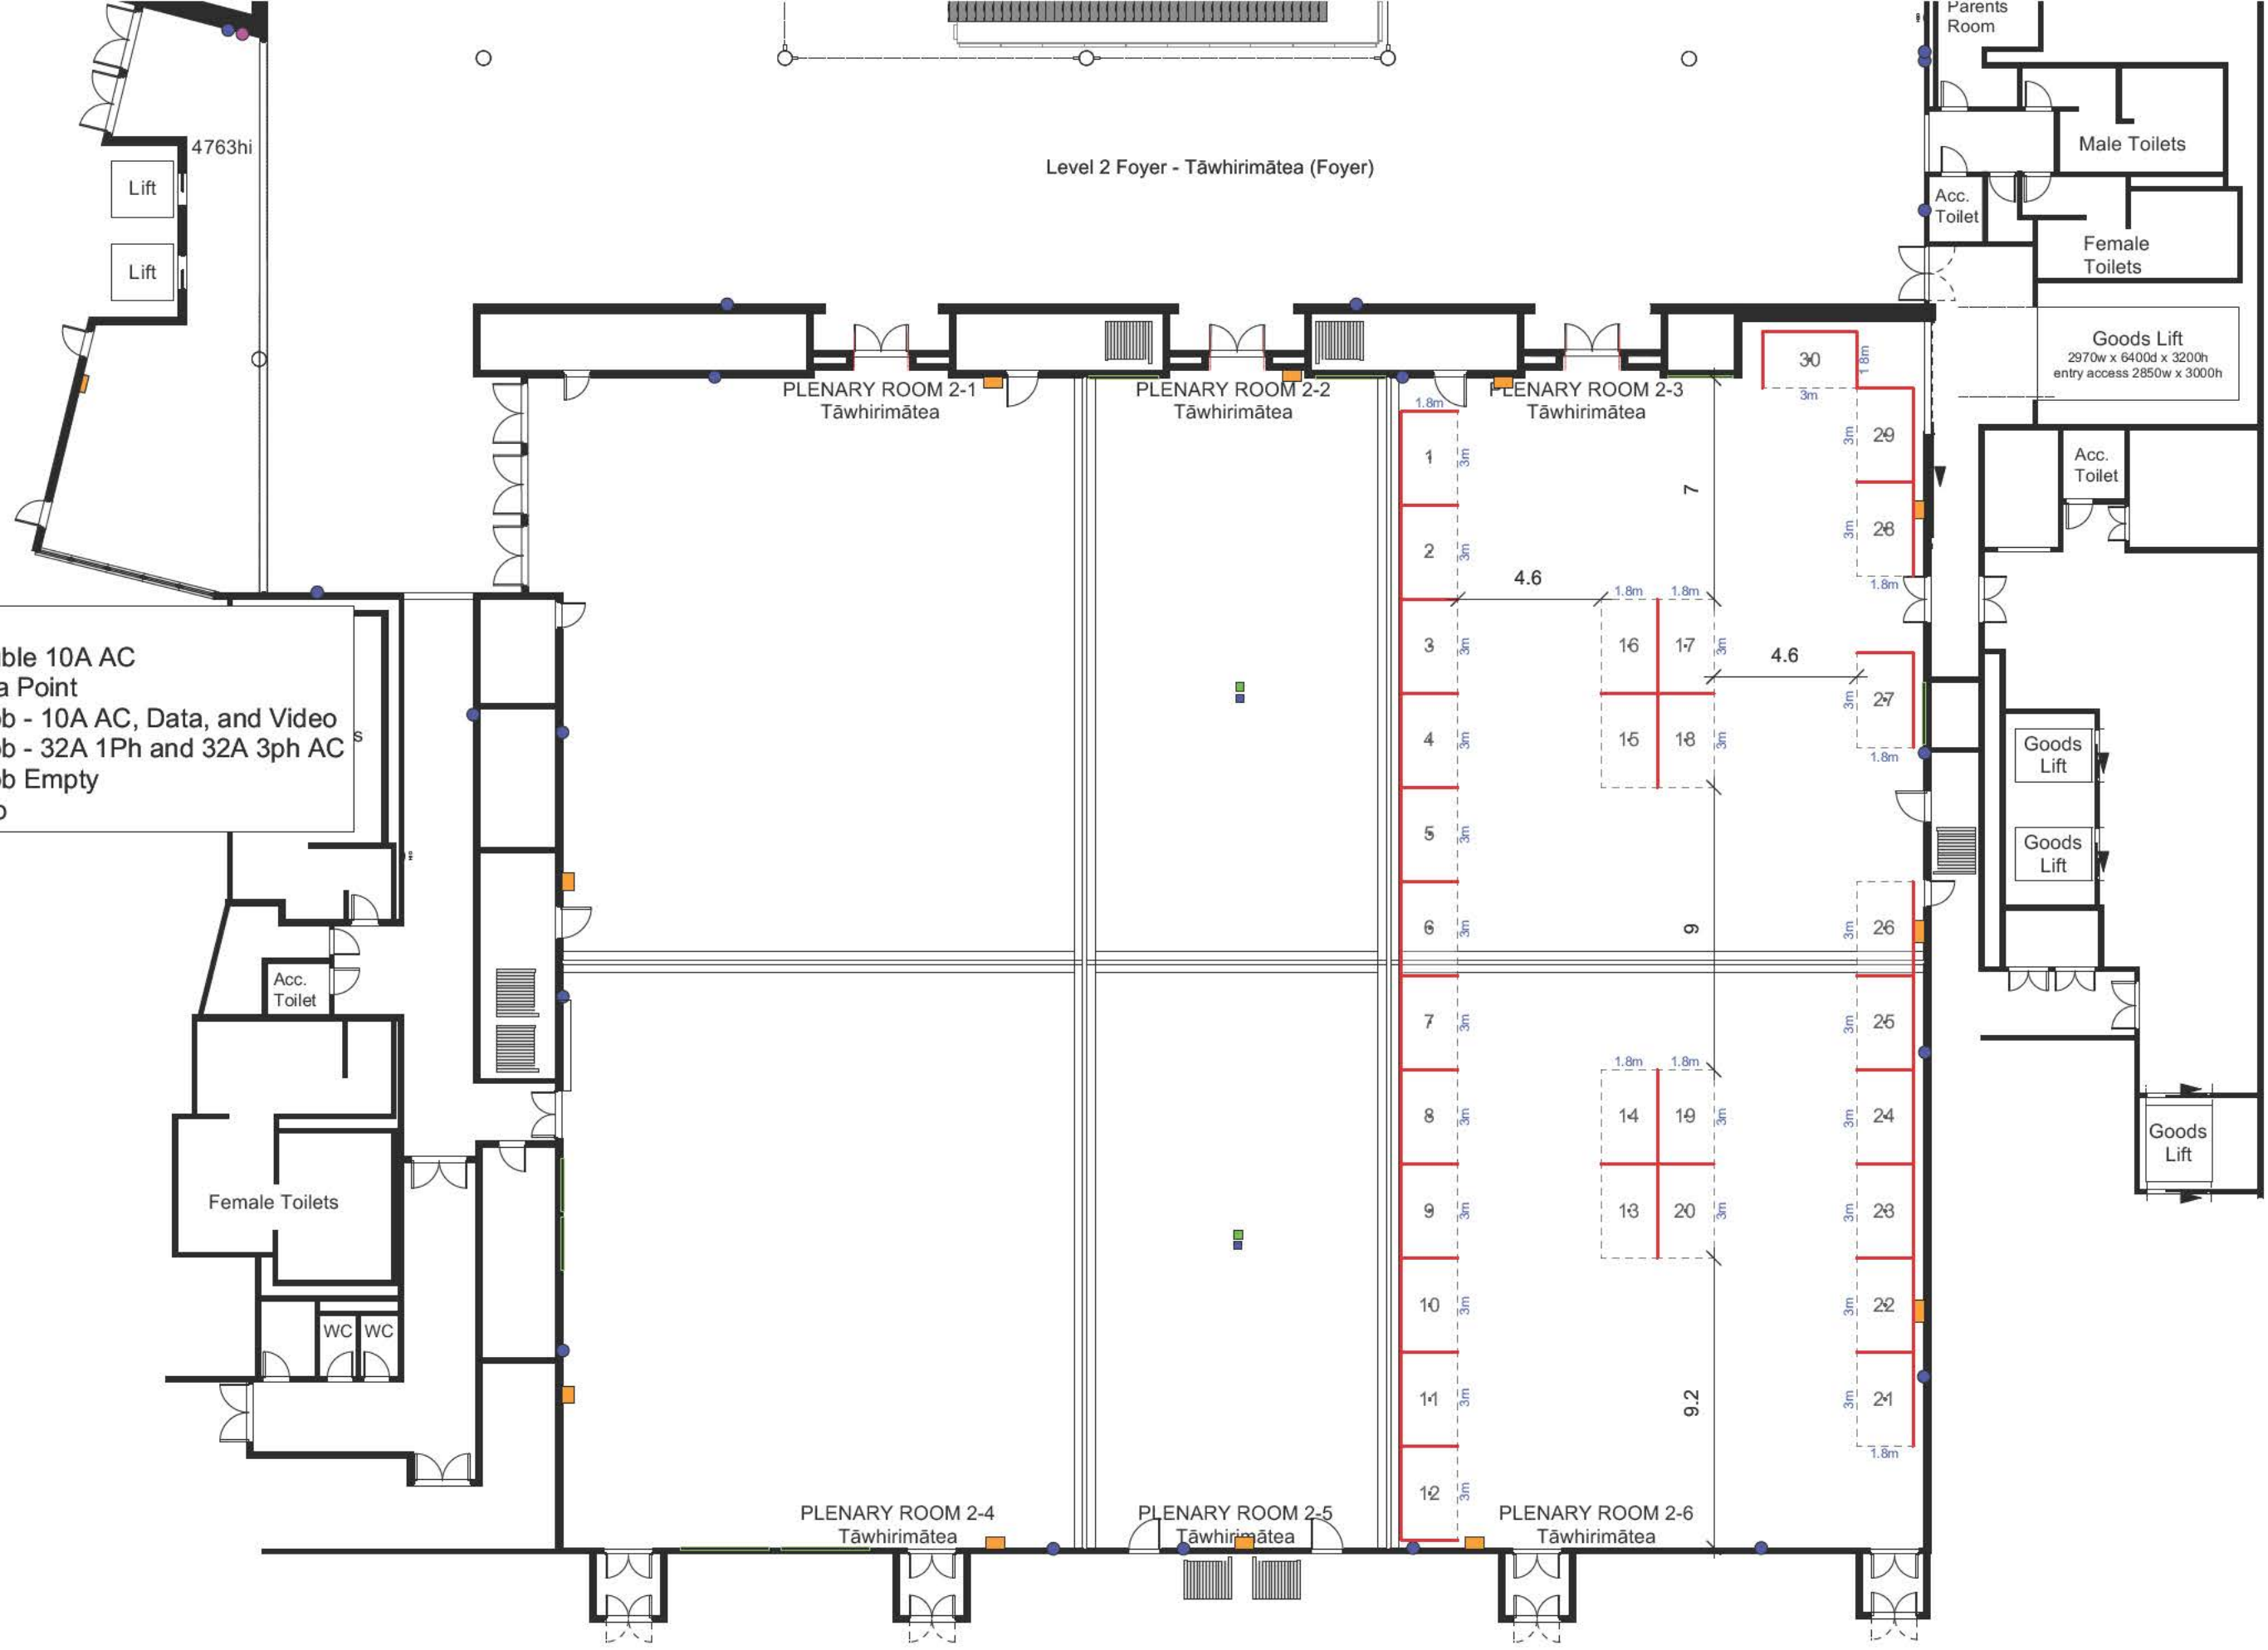 Parents
Room
4763hi
Male Toilets
Level 2 Foyer - Tāwhirimātea (Foyer)
Lift
Acc.
Toilet
Female
Toilets
Lift
Goods Lift
2970w x 6400d x 3200h
entry access 2850w x 3000h
30
1.8m
3m
PLENARY ROOM 2-1
Tāwhirimātea
PLENARY ROOM 2-2
Tāwhirimātea
PLENARY ROOM 2-3
Tāwhirimātea
1.8m
1
3m
3m
29
Acc.
Toilet
7
2
3m
3m
28
1.8m
4.6
1.8m
1.8m
3
3m
16
17
3m
4.6
ble 10A AC
a Point
b - 10A AC, Data, and Video
b - 32A 1Ph and 32A 3ph AC
b Empty
s
3m
27
1.8m
4
3m
15
18
3m
Goods
Lift
5
3m
Goods
Lift
6
3m
9
3m
26
Acc.
Toilet
7
3m
3m
25
1.8m
1.8m
8
3m
14
19
3m
3m
24
Goods
Lift
Female Toilets
9
3m
13
20
3m
3m
23
10
3m
3m
22
WC
WC
11
3m
9.2
3m
21
1.8m
12
3m
PLENARY ROOM 2-4
Tāwhirimātea
PLENARY ROOM 2-5
Tāwhirimātea
PLENARY ROOM 2-6
Tāwhirimātea